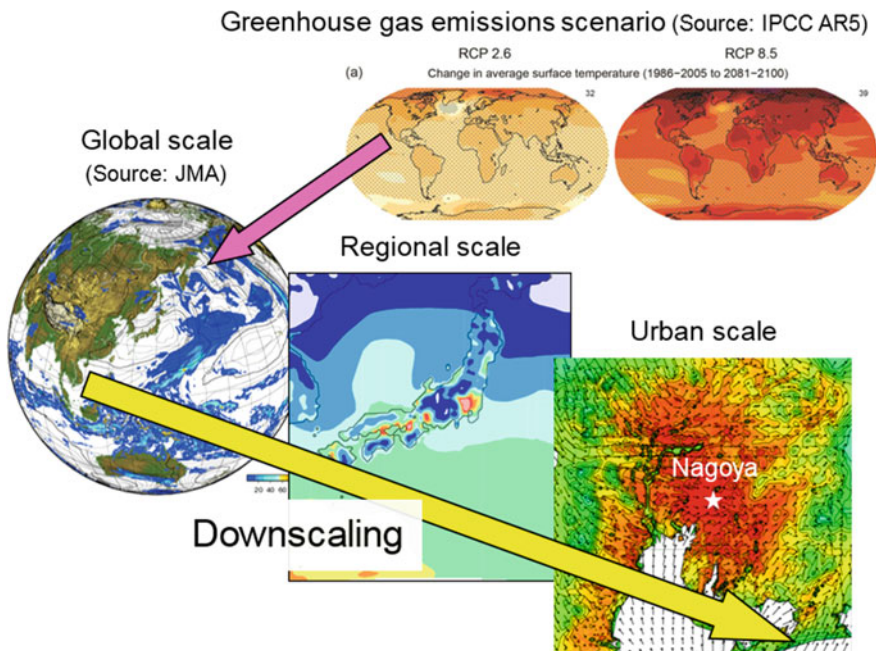 Greenhouse gas emissions scenario (Source: IPCC AR5)
RCP 2.6
RCP 8.5
(a)
Change in average surface temperature (1986−2005 to 2081−2100)
32
39
Global scale
(Source: JMA)
Regional scale
Urban scale
Nagoya
20 40 60
Downscaling